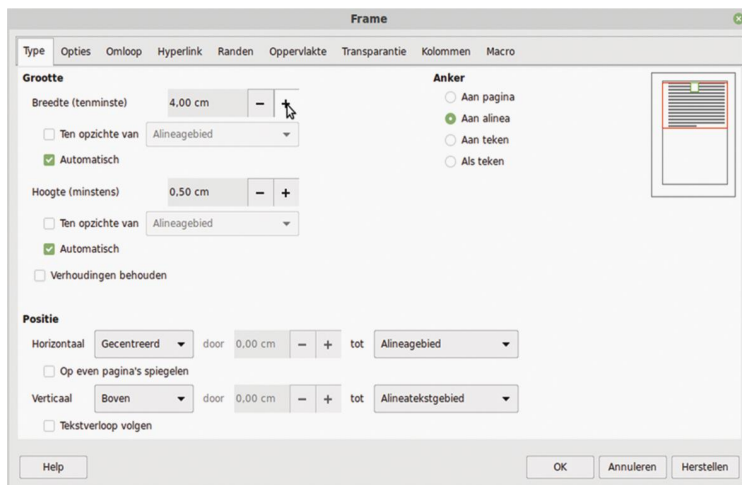 Frame
Type Opties Omloop Hyperlink Randen Oppervlakte Transparantie Kolommen Macro
Grootte
Breedte (tenminste) 4,00 cm
Ten opzichte van Alineagebied
Automatisch
Hoogte (minstens) 0,50 cm
Ten opzichte van Alineagebied
Automatisch
Verhoudingen behouden
Anker
Aan pagina
Aan alinea
Aan teken
Als teken
Positie
Horizontaal Gecentreerd door 0,00 cm tot Alineagebied
Op even pagina's spiegelen
Verticaal Boven door 0,00 cm tot Alineatekstgebied
Tekstverloop volgen
Help OK Annuleren Herstellen